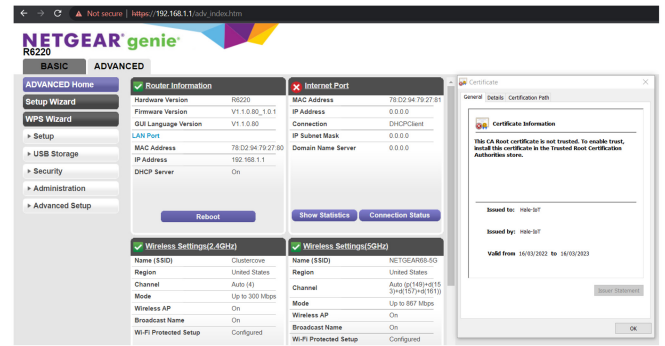 Not secure | https://192.168.1.1/adv_index.htm
NETGEAR® genie®
R6220
BASIC ADVANCED
ADVANCED Home
Setup Wizard
WPS Wizard
Setup
USB Storage
Security
Administration
Advanced Setup
Router Information
Hardware Version R6220
Firmware Version V1.1.0.80_1.0.1
GUI Language Version V1.1.0.80
LAN Port
MAC Address 78:D2:94:79:27:80
IP Address 192.168.1.1
DHCP Server On
Reboot
Internet Port
MAC Address 78:D2:94:79:27:81
IP Address 0.0.0.0
Connection DHCPClient
IP Subnet Mask 0.0.0.0
Domain Name Server 0.0.0.0
Show Statistics Connection Status
Wireless Settings(2.4GHz)
Name (SSID) Clustercove
Region United States
Channel Auto (4)
Mode Up to 300 Mbps
Wireless AP On
Broadcast Name On
Wi-Fi Protected Setup Configured
Wireless Settings(5GHz)
Name (SSID) NETGEAR68-5G
Region United States
Channel Auto (p(149)+d(15
3)+d(157)+d(161))
Mode Up to 867 Mbps
Wireless AP On
Broadcast Name On
Wi-Fi Protected Setup Configured
Certificate
General Details Certification Path
Certificate Information
This CA Root certificate is not trusted. To enable trust,
install this certificate in the Trusted Root Certification
Authorities store.
Issued to: Hale-IoT
Issued by: Hale-IoT
Valid from 16/03/2022 to 16/03/2023
Issuer Statement
OK